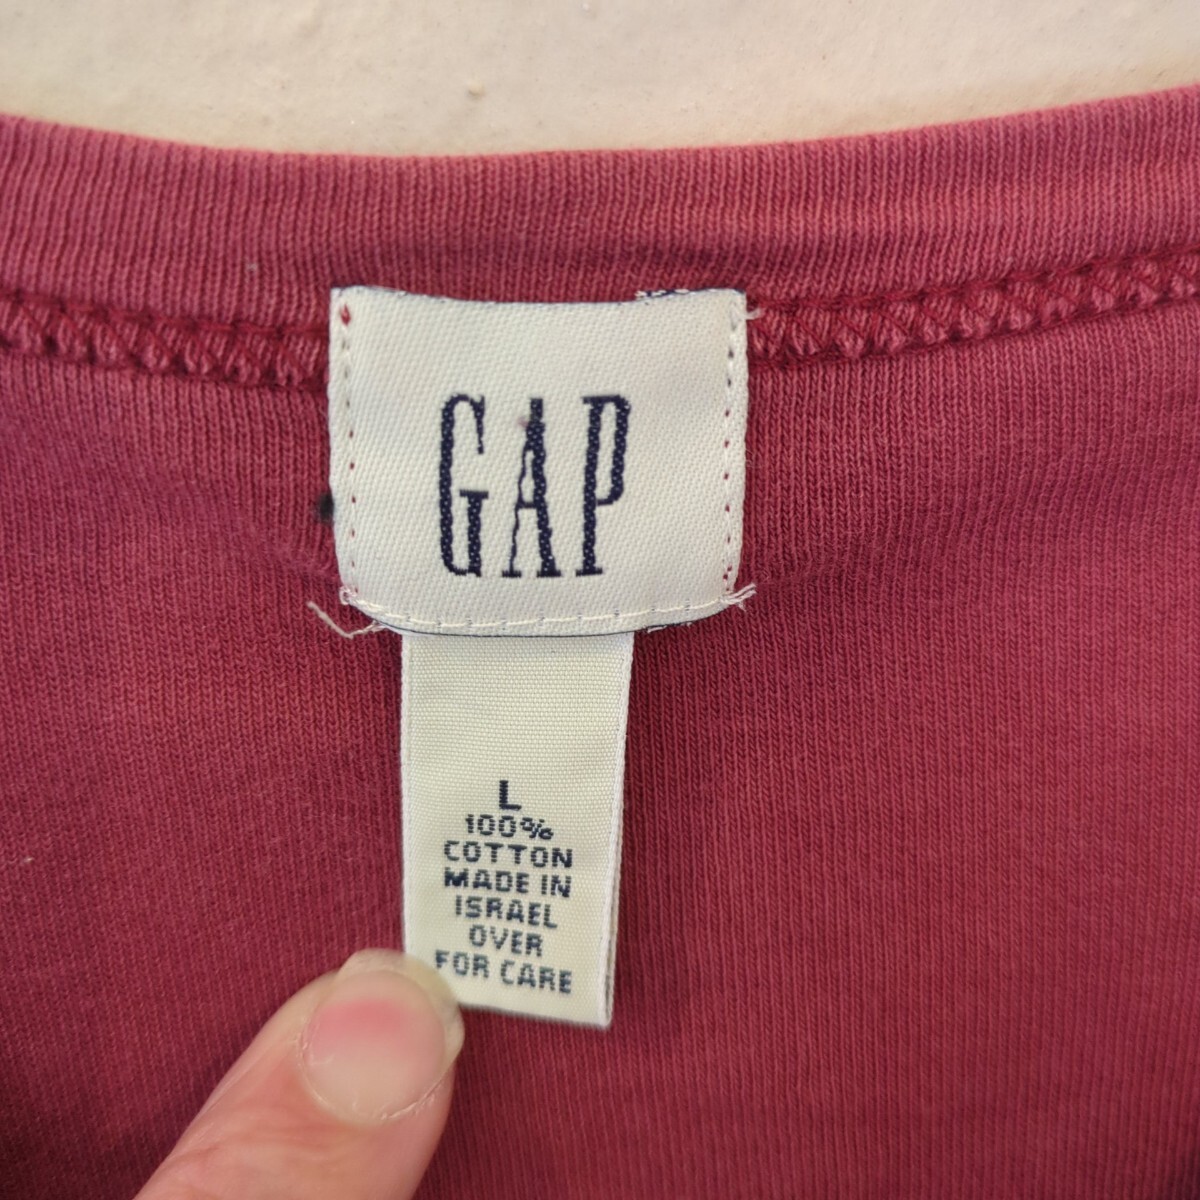 GAP
L
100%
COTTON
MADE IN
ISRAEL
OVER
FOR CARE